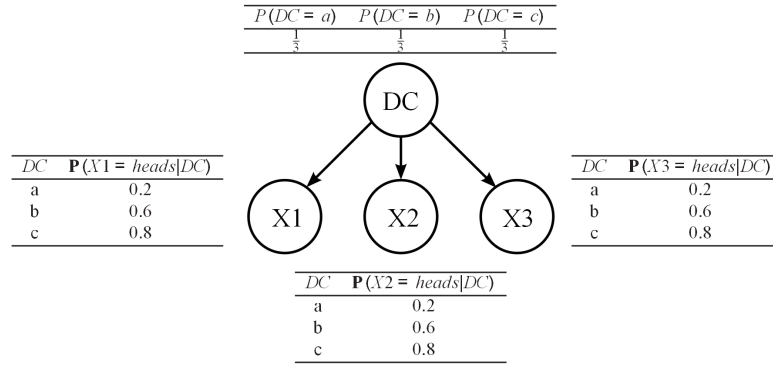 P(DC = a) P(DC = b) P(DC = c)
1/3 1/3 1/3
DC
DC P(X1 = heads|DC)
a 0.2
b 0.6
c 0.8
X1
X2
X3
DC P(X3 = heads|DC)
a 0.2
b 0.6
c 0.8
DC P(X2 = heads|DC)
a 0.2
b 0.6
c 0.8